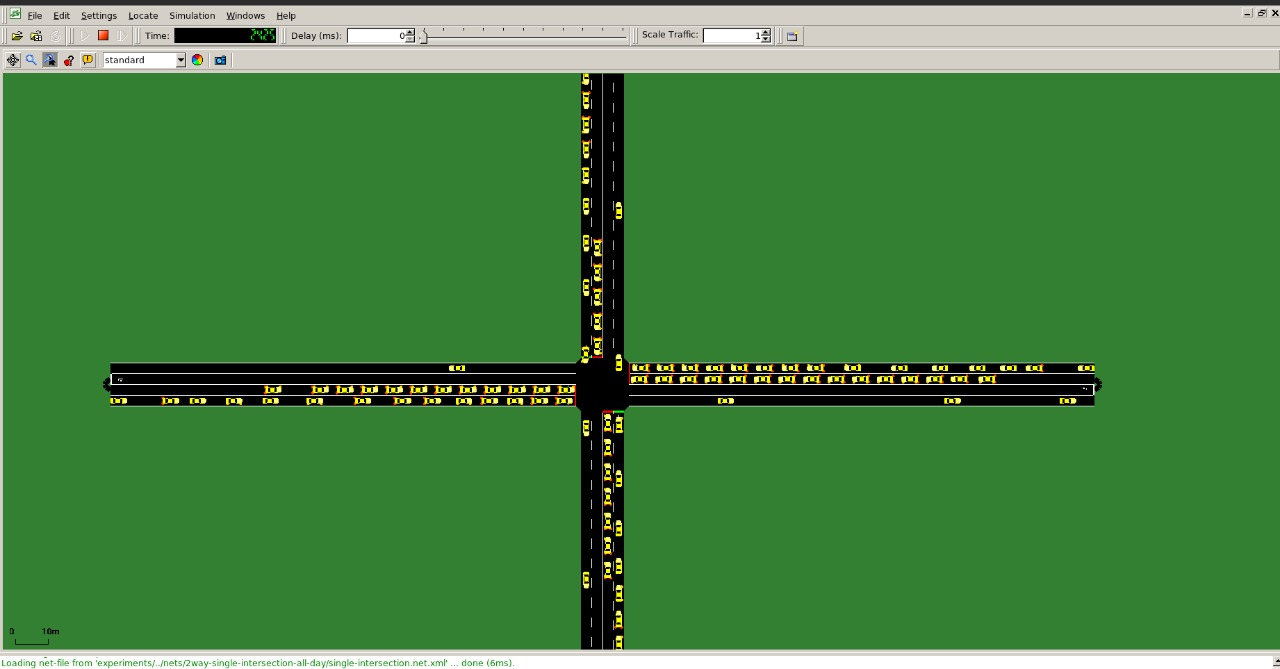 File Edit Settings Locate Simulation Windows Help
Time: 2425 Delay (ms): 0 Scale Traffic: 1
standard
0 10m
Loading net-file from 'experiments/../nets/2way-single-intersection-all-day/single-intersection.net.xml' ... done (6ms).